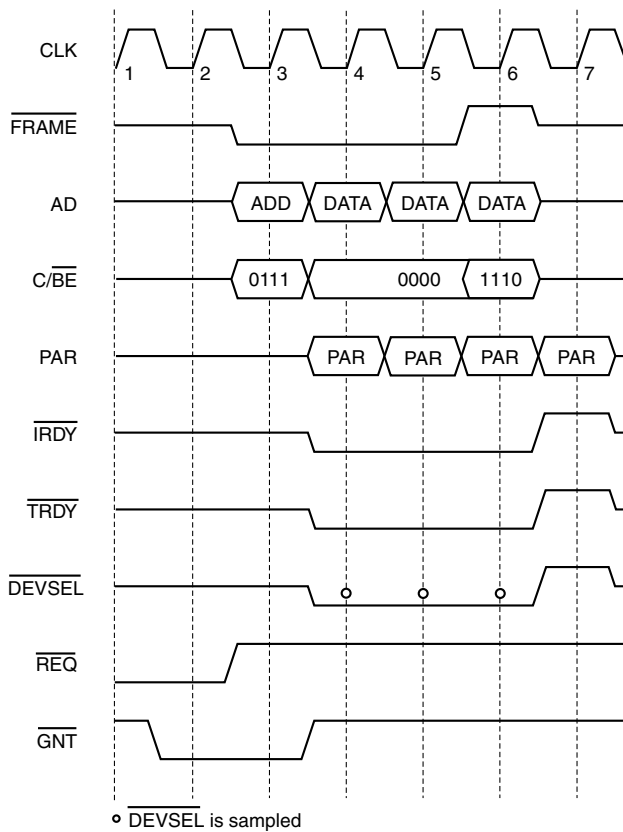 CLK
1 2 3 4 5 6 7
FRAME
AD ADD DATA DATA DATA
C/BE 0111 0000 1110
PAR PAR PAR PAR PAR
IRDY
TRDY
DEVSEL
REQ
GNT
DEVSEL is sampled